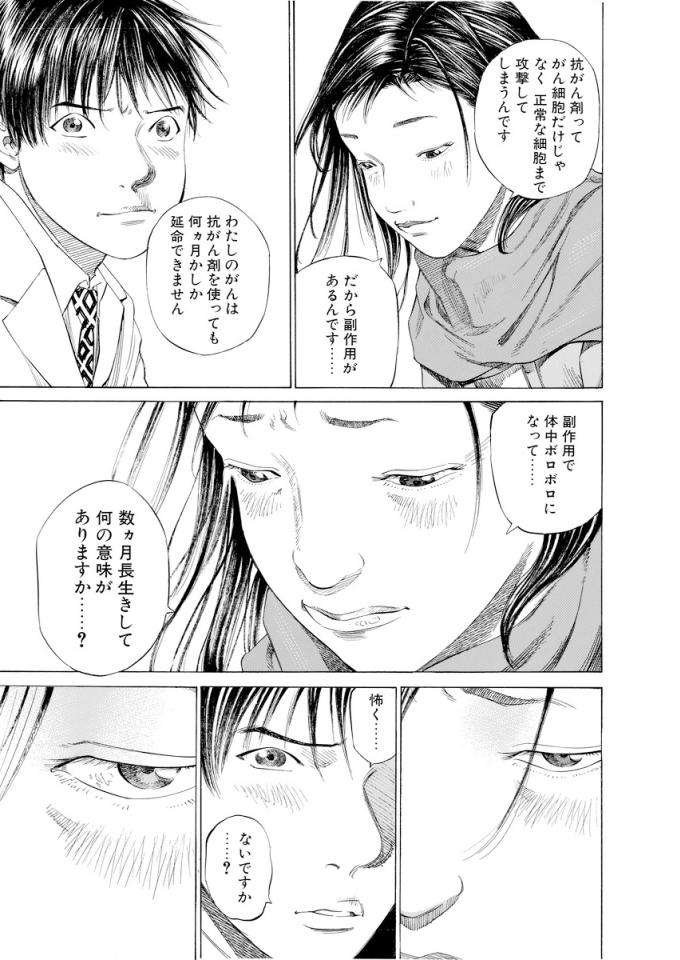 抗がん剤って
がん細胞だけじゃ
なく 正常な細胞まで
攻撃して
しまうんです
だから副作用が
あるんです……
わたしのがんは
抗がん剤を使っても
何ヵ月かしか
延命できません
副作用で
体中ボロボロに
なって……
数ヵ月長生きして
何の意味が
ありますか……？
怖く……
ないですか
……？